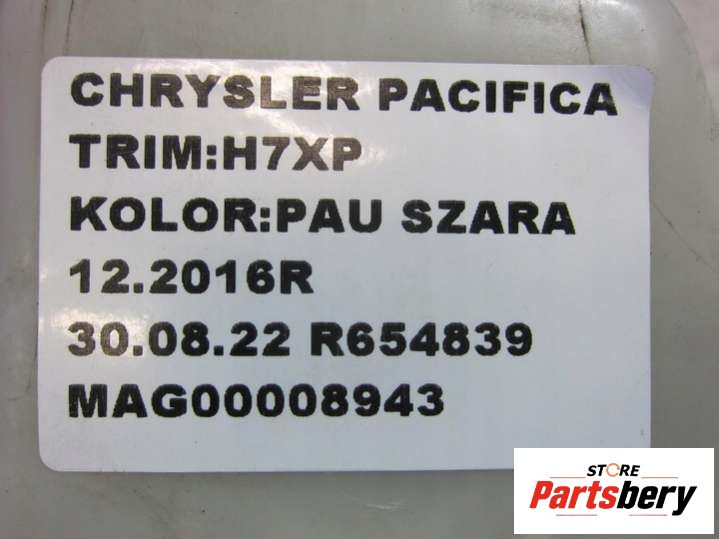 CHRYSLER PACIFICA
TRIM:H7XP
KOLOR:PAU SZARA
12.2016R
30.08.22 R654839
MAG00008943
STORE
Partsbery